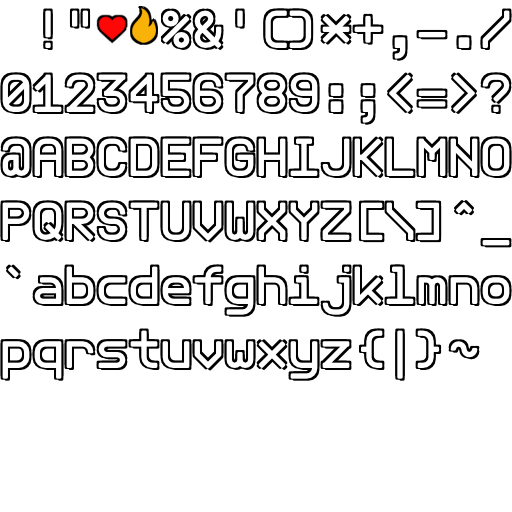 !"❤🔥%&'()*+,-./
0123456789:;<=>?
@ABCDEFGHIJKLMNO
PQRSTUVWXYZ[\]^_
`abcdefghijklmno
pqrstuvwxyz{|}~